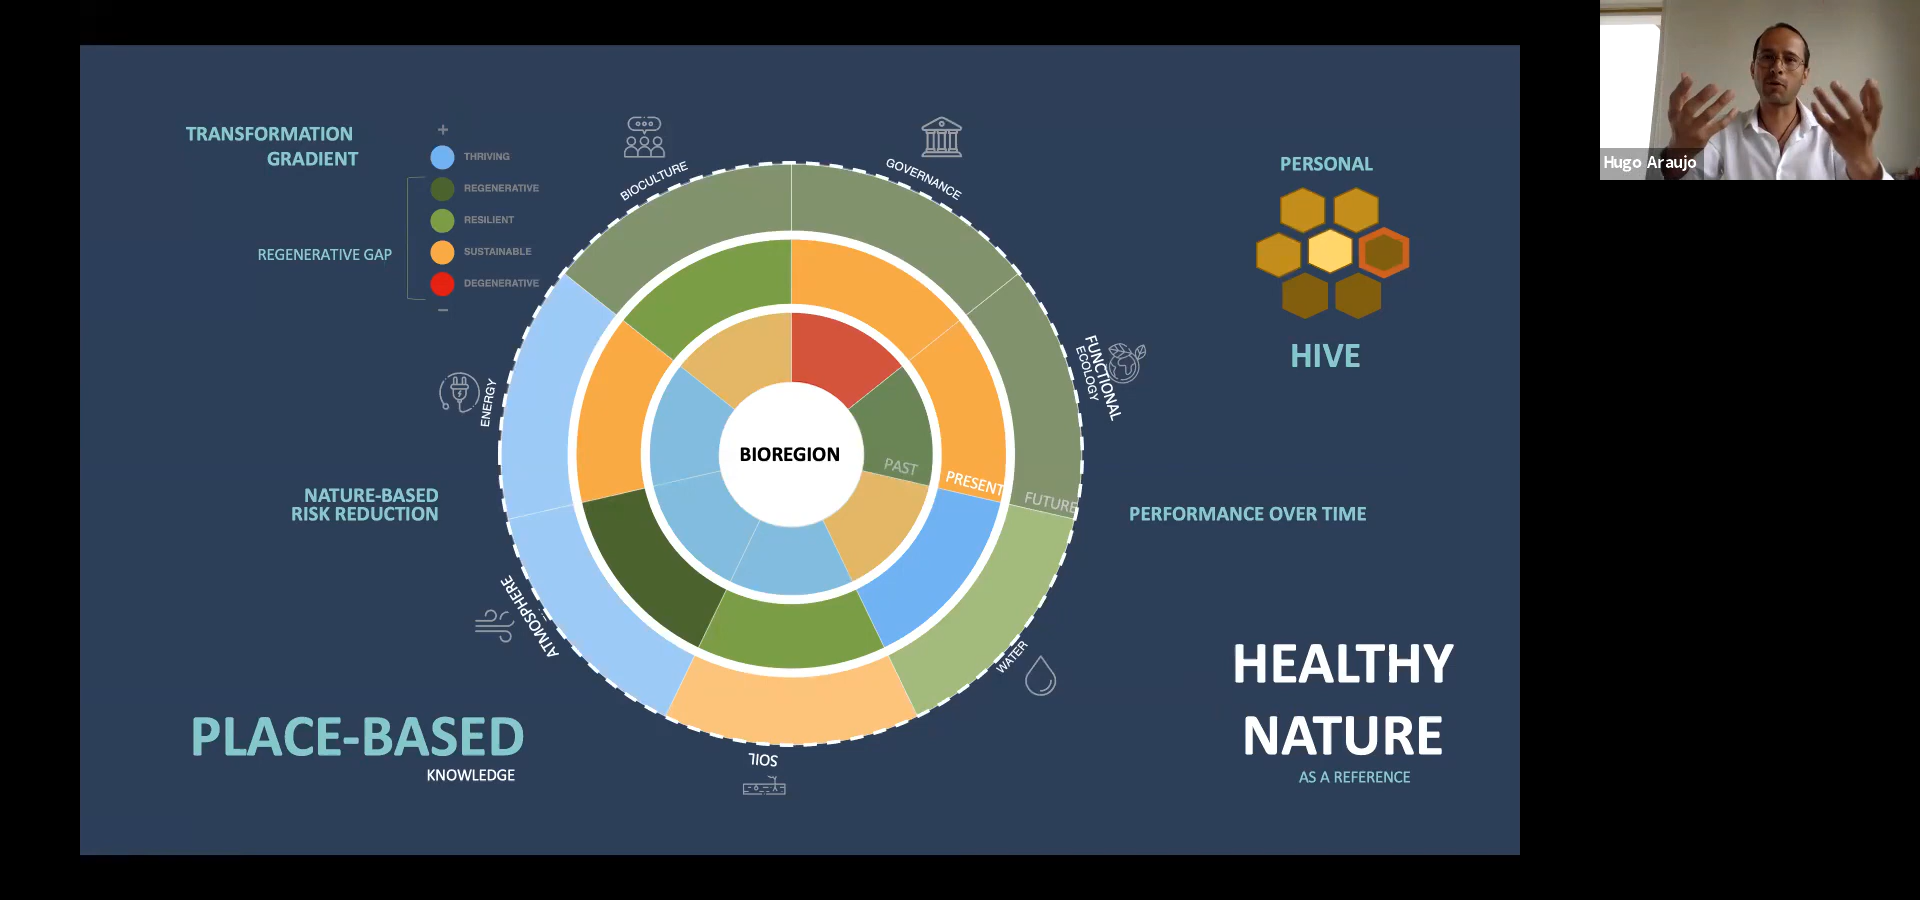 TRANSFORMATION
GRADIENT
+
THRIVING
REGENERATIVE
RESILIENT
SUSTAINABLE
DEGENERATIVE
−
REGENERATIVE GAP
BIOCULTURE
GOVERNANCE
FUNCTIONAL
ECOLOGY
WATER
SOIL
ATMOSPHERE
ENERGY
BIOREGION
PAST
PRESENT
FUTURE
NATURE-BASED
RISK REDUCTION
PLACE-BASED
KNOWLEDGE
PERSONAL
HIVE
PERFORMANCE OVER TIME
HEALTHY
NATURE
AS A REFERENCE
Hugo Araujo